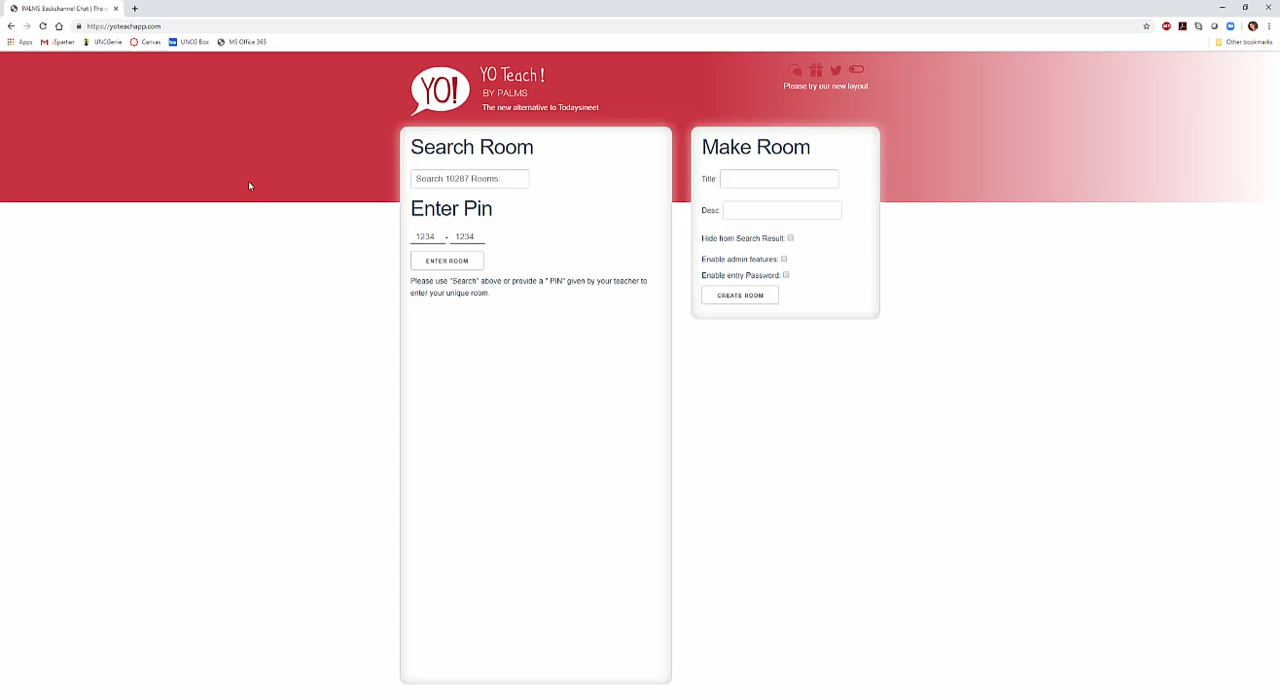 PALMS Backchannel Chat | The n
https://yoteachapp.com
Apps
iSpartan
UNCGenie
Canvas
UNCG Box
MS Office 365
Other bookmarks
YO!
YO Teach!
BY PALMS
The new alternative to Todaysmeet
Please try our new layout.
Search Room
Search 10287 Rooms:
Enter Pin
1234 - 1234
ENTER ROOM
Please use "Search" above or provide a " PIN" given by your teacher to
enter your unique room.
Make Room
Title:
Desc:
Hide from Search Result:
Enable admin features:
Enable entry Password:
CREATE ROOM